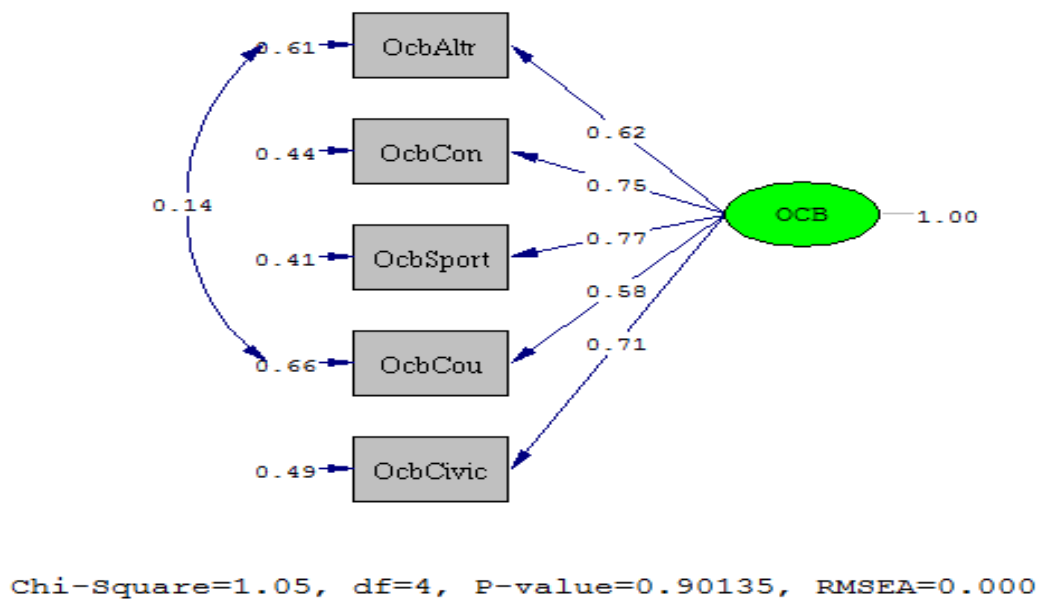 0.61 OcbAltr
0.62
0.44 OcbCon
0.75
0.14
OCB 1.00
0.77
0.41 OcbSport
0.58
0.71
0.66 OcbCou
0.49 OcbCivic
Chi-Square=1.05, df=4, P-value=0.90135, RMSEA=0.000